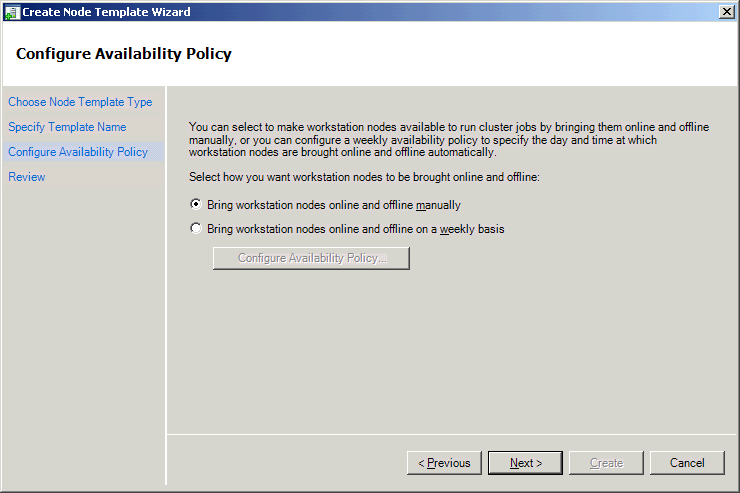 Create Node Template Wizard
Configure Availability Policy
Choose Node Template Type
Specify Template Name
Configure Availability Policy
Review
You can select to make workstation nodes available to run cluster jobs by bringing them online and offline
manually, or you can configure a weekly availability policy to specify the day and time at which
workstation nodes are brought online and offline automatically.
Select how you want workstation nodes to be brought online and offline:
Bring workstation nodes online and offline manually
Bring workstation nodes online and offline on a weekly basis
Configure Availability Policy...
< Previous
Next >
Create
Cancel